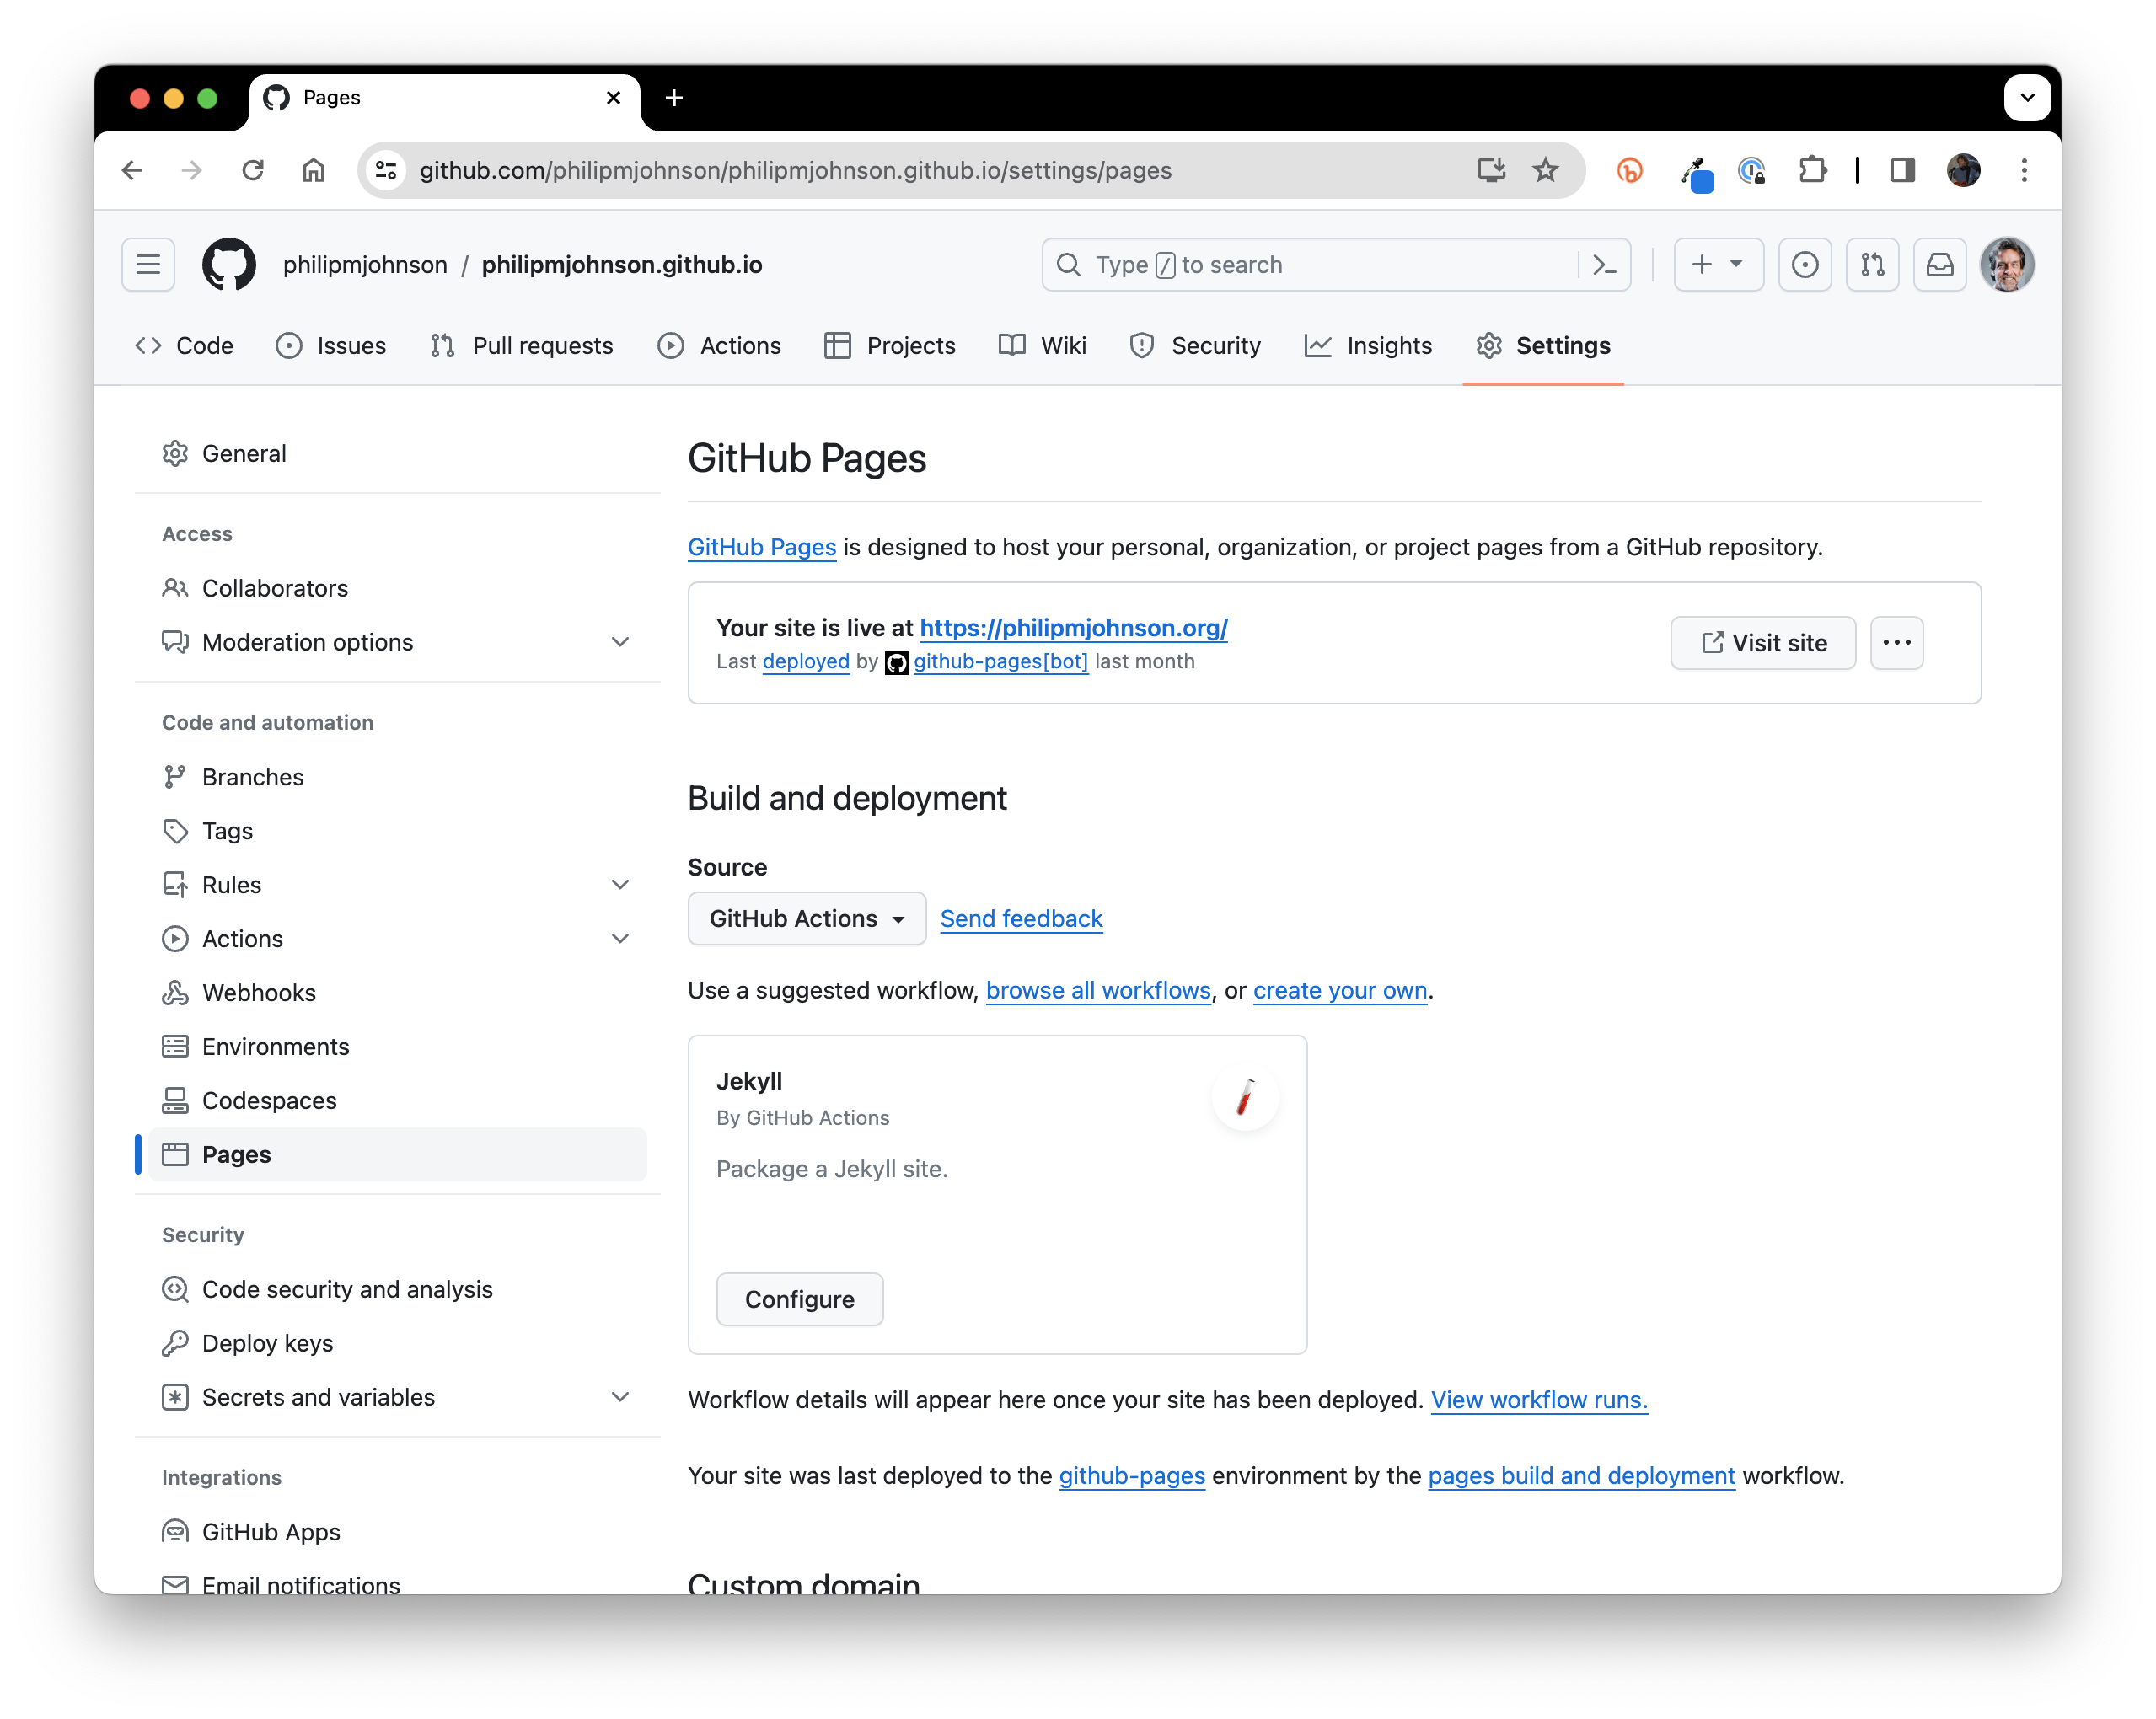 Pages
github.com/philipmjohnson/philipmjohnson.github.io/settings/pages
philipmjohnson / philipmjohnson.github.io
Type / to search
Code
Issues
Pull requests
Actions
Projects
Wiki
Security
Insights
Settings
General
Access
Collaborators
Moderation options
Code and automation
Branches
Tags
Rules
Actions
Webhooks
Environments
Codespaces
Pages
Security
Code security and analysis
Deploy keys
Secrets and variables
Integrations
GitHub Apps
Email notifications
GitHub Pages
GitHub Pages is designed to host your personal, organization, or project pages from a GitHub repository.
Your site is live at https://philipmjohnson.org/
Last deployed by github-pages[bot] last month
Visit site
Build and deployment
Source
GitHub Actions
Send feedback
Use a suggested workflow, browse all workflows, or create your own.
Jekyll
By GitHub Actions
Package a Jekyll site.
Configure
Workflow details will appear here once your site has been deployed. View workflow runs.
Your site was last deployed to the github-pages environment by the pages build and deployment workflow.
Custom domain